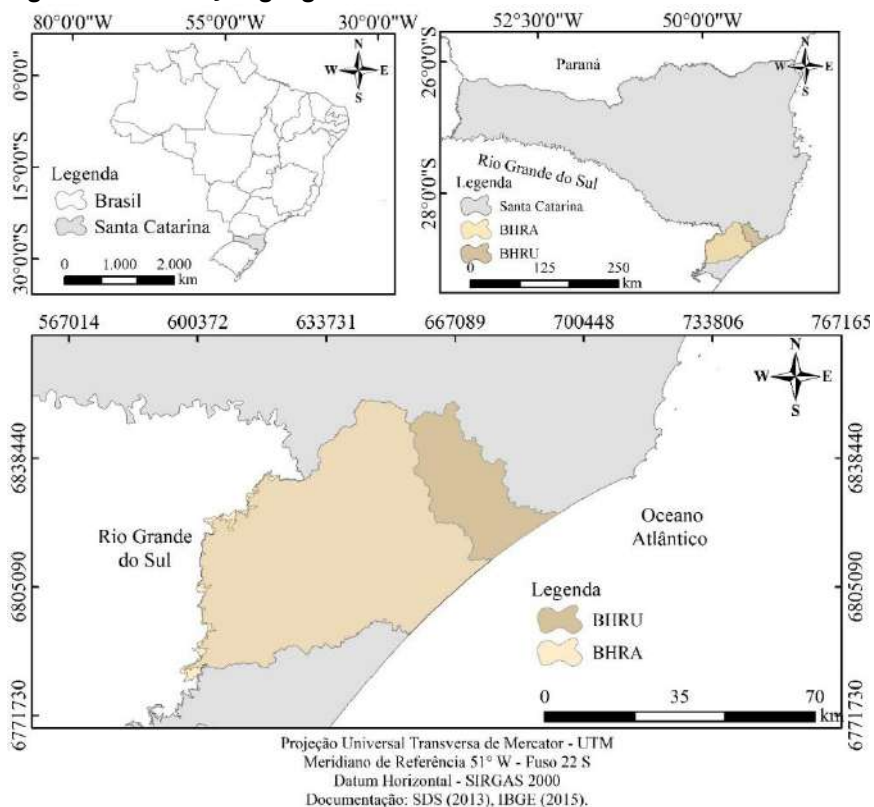 80°0'0"W 55°0'0"W 30°0'0"W
0°0'0"
15°0'0"S
30°0'0"S
N
W E
S
Legenda
Brasil
Santa Catarina
0 1.000 2.000
km
52°30'0"W 50°0'0"W
26°0'0"S
28°0'0"S
Paraná
N
W E
S
Rio Grande do Sul
Legenda
Santa Catarina
BHRA
BHRU
0 125 250
km
567014 600372 633731 667089 700448 733806 767165
6838440
6805090
6771730
6838440
6805090
6771730
N
W E
S
Rio Grande
do Sul
Oceano
Atlântico
Legenda
BHRU
BHRA
0 35 70
km
Projeção Universal Transversa de Mercator - UTM
Meridiano de Referência 51° W - Fuso 22 S
Datum Horizontal - SIRGAS 2000
Documentação: SDS (2013), IBGE (2015).